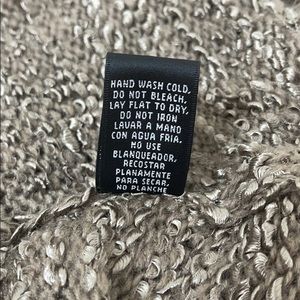 HAND WASH COLD,
DO NOT BLEACH,
LAY FLAT TO DRY,
DO NOT IRON
LAVAR A MANO
CON AGUA FRIA.
NO USE
BLANQUEADOR,
RECOSTAR
PLANAMENTE
PARA SECAR,
NO PLANCHE